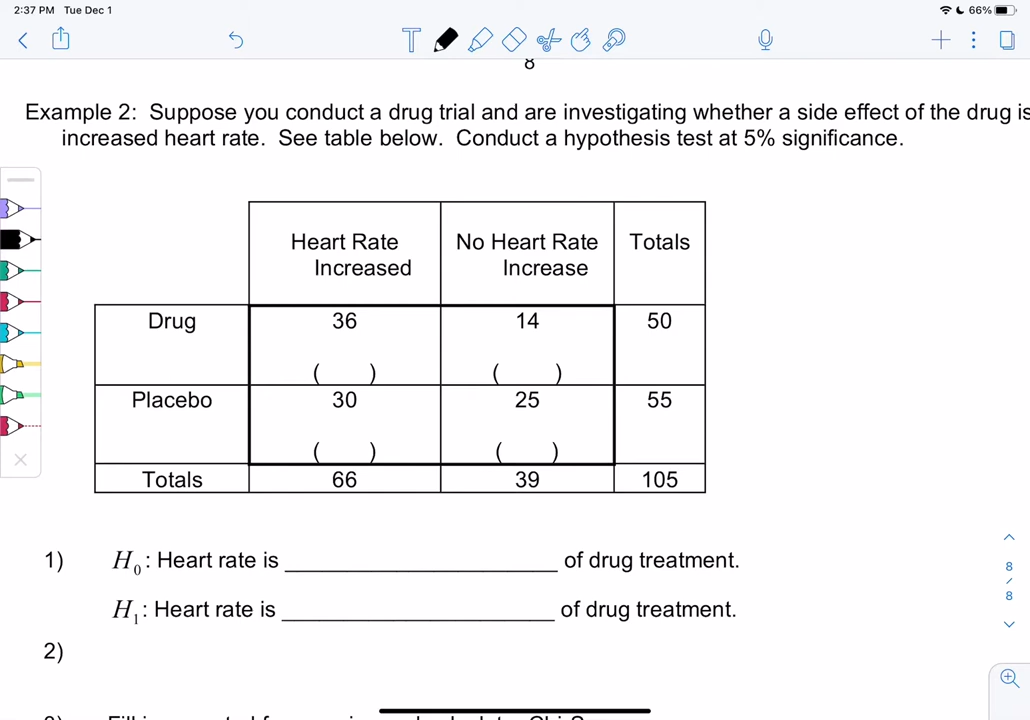 2:37 PM Tue Dec 1
66%
T
8
Example 2: Suppose you conduct a drug trial and are investigating whether a side effect of the drug is
increased heart rate. See table below. Conduct a hypothesis test at 5% significance.
Heart Rate Increased
No Heart Rate Increase
Totals
Drug
36
14
50
( )
( )
Placebo
30
25
55
( )
( )
Totals
66
39
105
1) H0: Heart rate is ______________________ of drug treatment.
H1: Heart rate is ______________________ of drug treatment.
8
/
8
2)